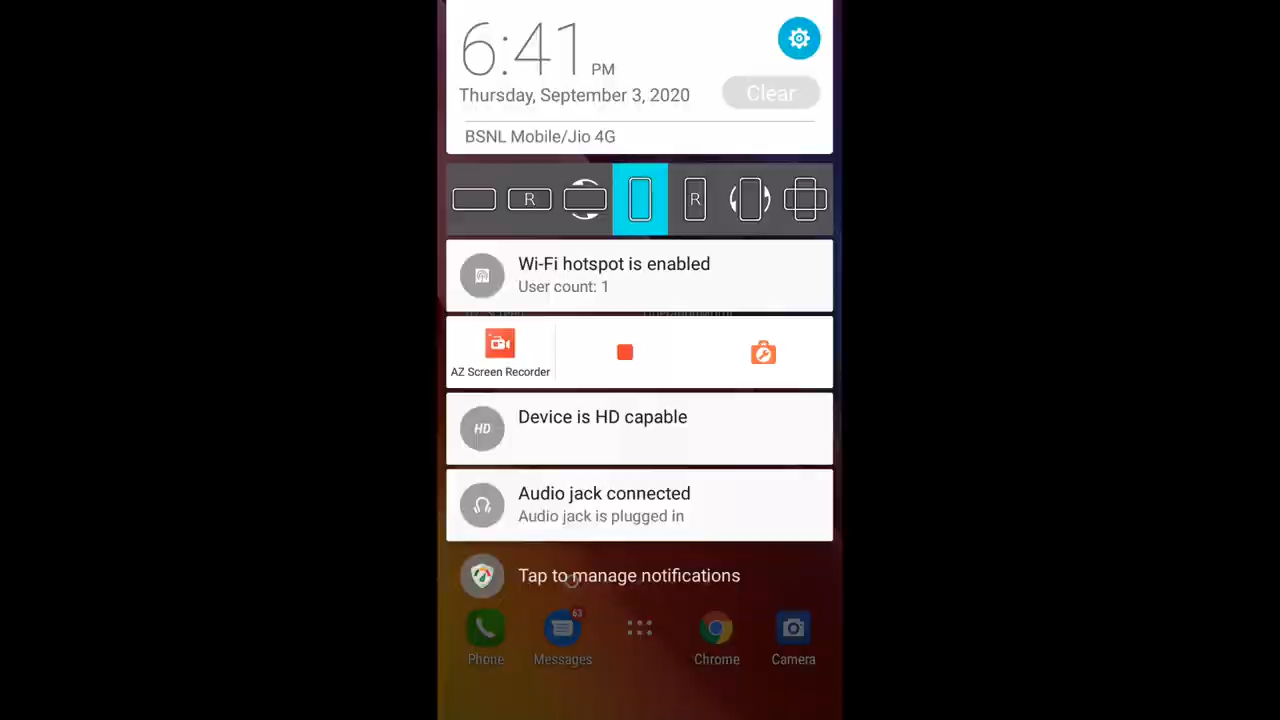 6:41 PM
Thursday, September 3, 2020
Clear
BSNL Mobile/Jio 4G
R
R
Wi-Fi hotspot is enabled
User count: 1
AZ Screen Recorder
HD
Device is HD capable
Audio jack connected
Audio jack is plugged in
Tap to manage notifications
63
Phone
Messages
Chrome
Camera